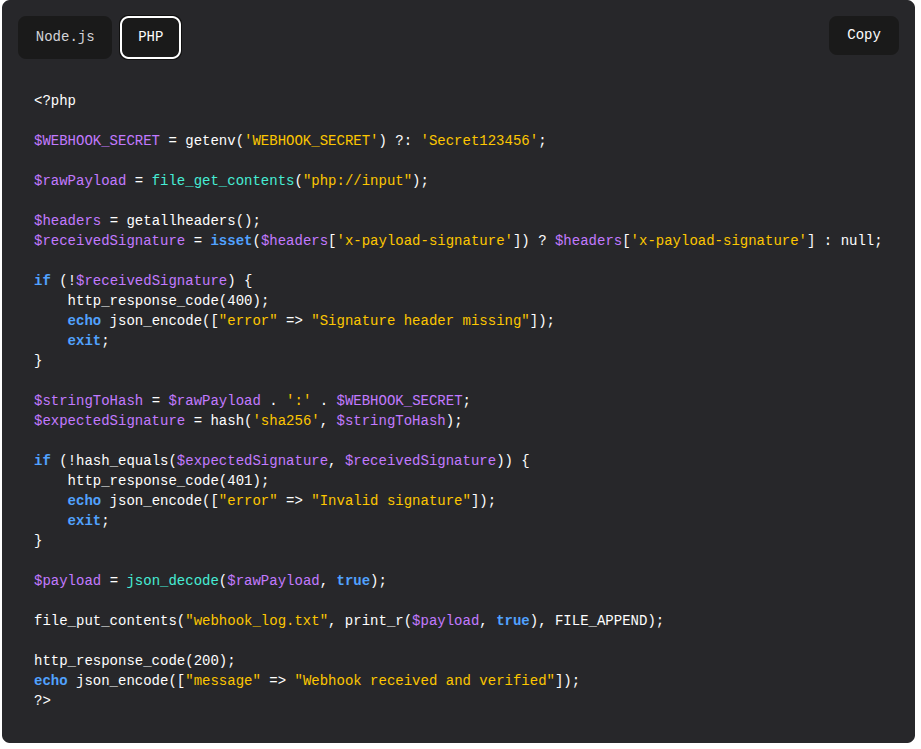 Node.js
PHP
Copy
<?php
$WEBHOOK_SECRET = getenv('WEBHOOK_SECRET') ?: 'Secret123456';
$rawPayload = file_get_contents("php://input");
$headers = getallheaders();
$receivedSignature = isset($headers['x-payload-signature']) ? $headers['x-payload-signature'] : null;
if (!$receivedSignature) {
    http_response_code(400);
    echo json_encode(["error" => "Signature header missing"]);
    exit;
}
$stringToHash = $rawPayload . ':' . $WEBHOOK_SECRET;
$expectedSignature = hash('sha256', $stringToHash);
if (!hash_equals($expectedSignature, $receivedSignature)) {
    http_response_code(401);
    echo json_encode(["error" => "Invalid signature"]);
    exit;
}
$payload = json_decode($rawPayload, true);
file_put_contents("webhook_log.txt", print_r($payload, true), FILE_APPEND);
http_response_code(200);
echo json_encode(["message" => "Webhook received and verified"]);
?>